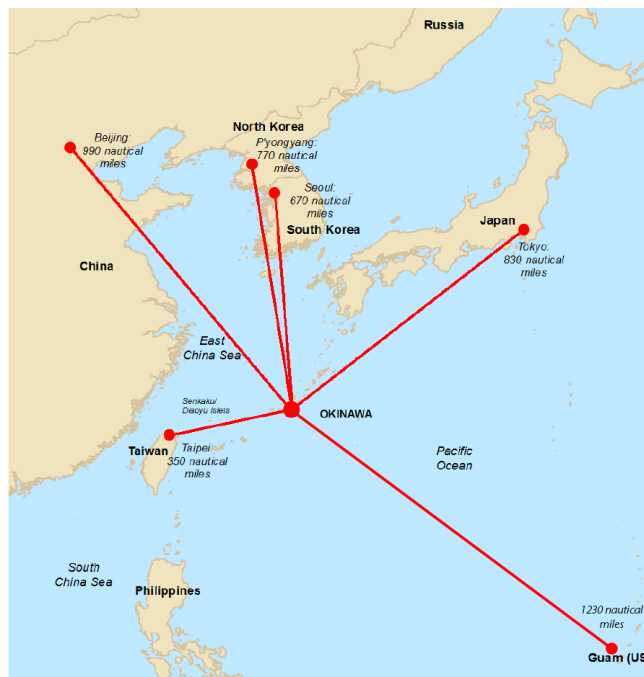 Russia
Beijing:
990 nautical
miles
North Korea
P'yongyang:
770 nautical
miles
Seoul:
670 nautical
miles
South Korea
Japan
Tokyo:
830 nautical
miles
China
East
China Sea
Senkaku/
Diaoyu Islets
OKINAWA
Taiwan
Taipei:
350 nautical
miles
Pacific
Ocean
South
China Sea
Philippines
1230 nautical
miles
Guam (US